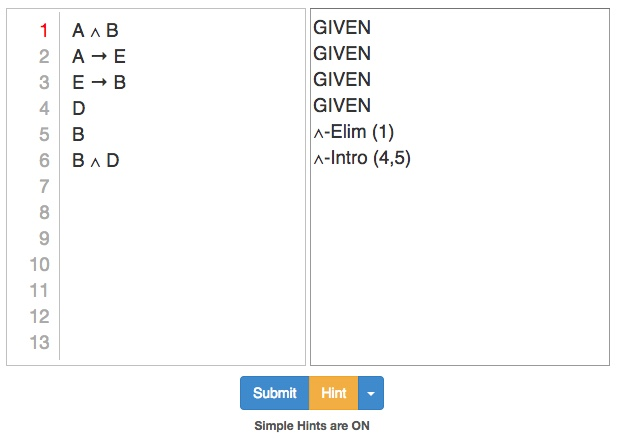 1 A ∧ B GIVEN
2 A → E GIVEN
3 E → B GIVEN
4 D GIVEN
5 B ∧-Elim (1)
6 B ∧ D ∧-Intro (4,5)
7
8
9
10
11
12
13
Submit Hint
Simple Hints are ON